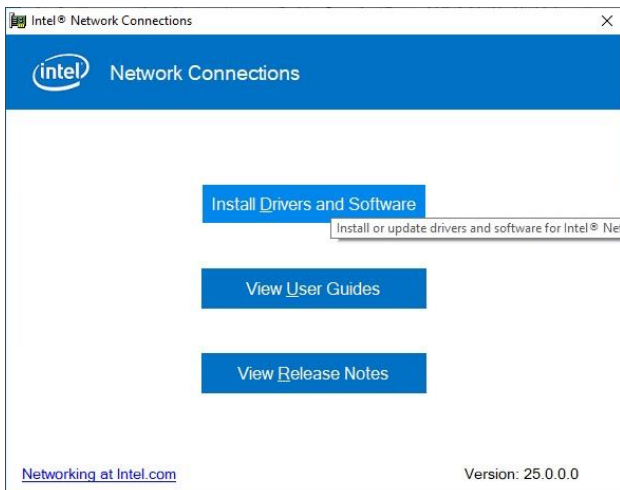 Intel® Network Connections
intel Network Connections
Install Drivers and Software
Install or update drivers and software for Intel® Ne
View User Guides
View Release Notes
Networking at Intel.com Version: 25.0.0.0